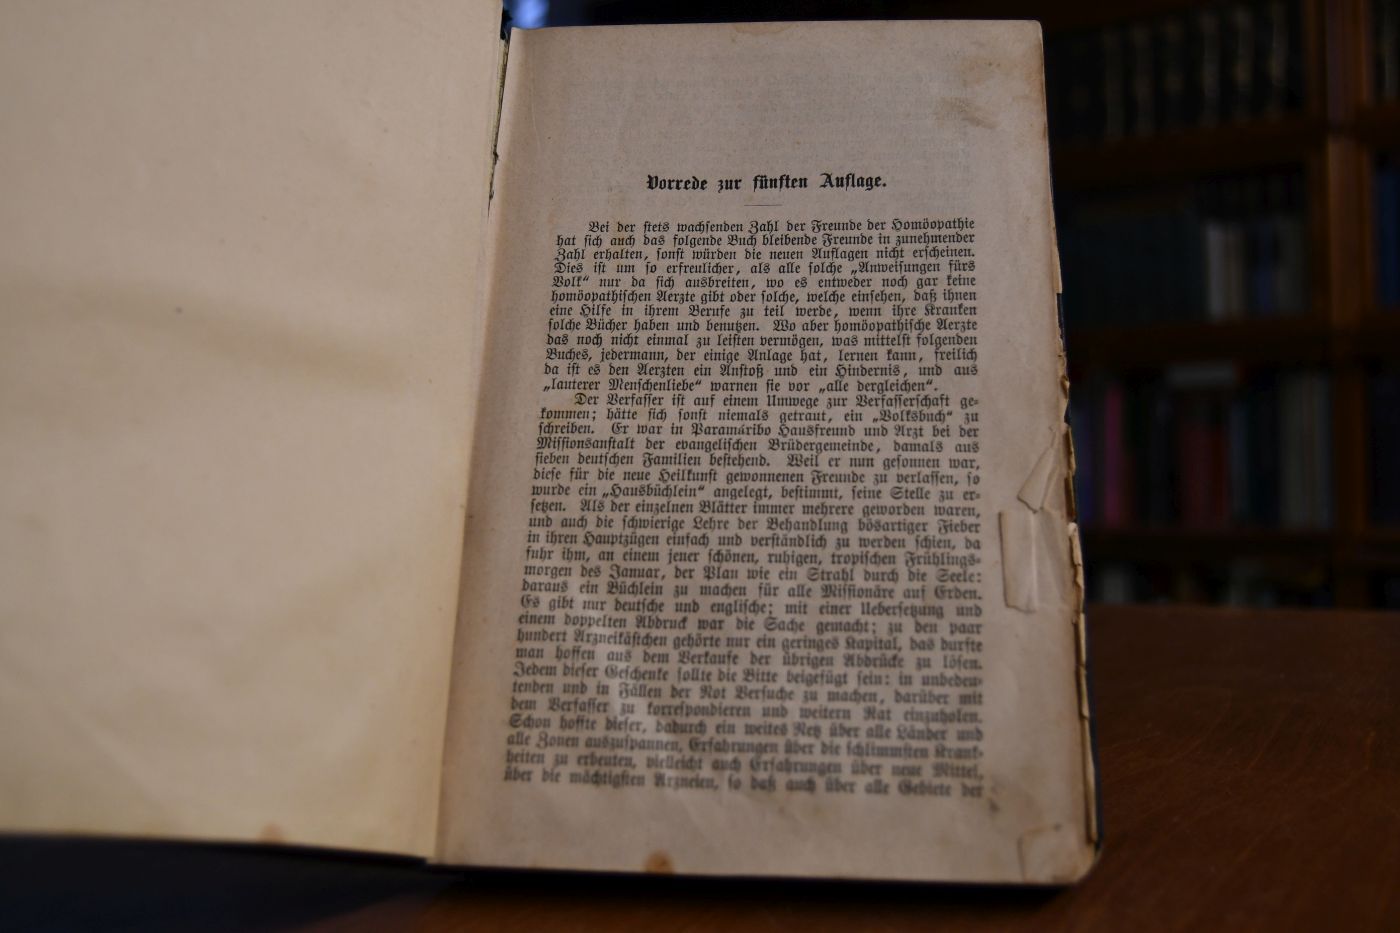 Vorrede zur fünften Auflage.
Bei der stets wachsenden Zahl der Freunde der Homöopathie
hat sich auch das folgende Buch bleibende Freunde in zunehmender
Zahl erhalten, sonst würden die neuen Auflagen nicht erscheinen.
Dies ist um so erfreulicher, als alle solche „Anweisungen fürs
Volk“ nur da sich ausbreiten, wo es entweder noch gar keine
homöopathischen Aerzte gibt oder solche, welche einsehen, daß ihnen
eine Hilfe in ihrem Berufe zu teil werde, wenn ihre Kranken
solche Bücher haben und benutzen. Wo aber homöopathische Aerzte
das noch nicht einmal zu leisten vermögen, was mittelst folgenden
Buches, jedermann, der einige Anlage hat, lernen kann, freilich
da ist es den Aerzten ein Anstoß und ein Hindernis, und aus
„lauterer Menschenliebe“ warnen sie vor „alle dergleichen“.
Der Verfasser ist auf einem Umwege zur Verfasserschaft ge-
kommen; hätte sich sonst niemals getraut, ein „Volksbuch“ zu
schreiben. Er war in Paramáribo Hausfreund und Arzt bei der
Missionsanstalt der evangelischen Brüdergemeinde, damals aus
sieben deutschen Familien bestehend. Weil er nun gesonnen war,
diese für die neue Heilkunst gewonnenen Freunde zu verlassen, so
wurde ein „Hausbüchlein“ angelegt, bestimmt, seine Stelle zu er-
setzen. Als der einzelnen Blätter immer mehrere geworden waren,
und auch die schwierige Lehre der Behandlung bösartiger Fieber
in ihren Hauptzügen einfach und verständlich zu werden schien, da
fuhr ihm, an einem jener schönen, ruhigen, tropischen Frühlings-
morgen des Januar, der Plan wie ein Strahl durch die Seele:
daraus ein Büchlein zu machen für alle Missionäre auf Erden.
Es gibt nur deutsche und englische; mit einer Uebersetzung und
einem doppelten Abdruck war die Sache gemacht; zu den paar
hundert Arzneikästchen gehörte nur ein geringes Kapital, das durfte
man hoffen aus dem Verkaufe der übrigen Abdrücke zu lösen.
Jedem dieser Geschenke sollte die Bitte beigefügt sein: in unbedeu-
tenden und in Fällen der Not Versuche zu machen, darüber mit
dem Verfasser zu korrespondieren und weitern Rat einzuholen.
Schon hoffte dieser, dadurch ein weites Netz über alle Länder und
alle Zonen auszuspannen, Erfahrungen über die schlimmsten Krank-
heiten zu erbeuten, vielleicht auch Erfahrungen über neue Mittel,
über die mächtigsten Arzneien, so daß auch über alle Gebiete der